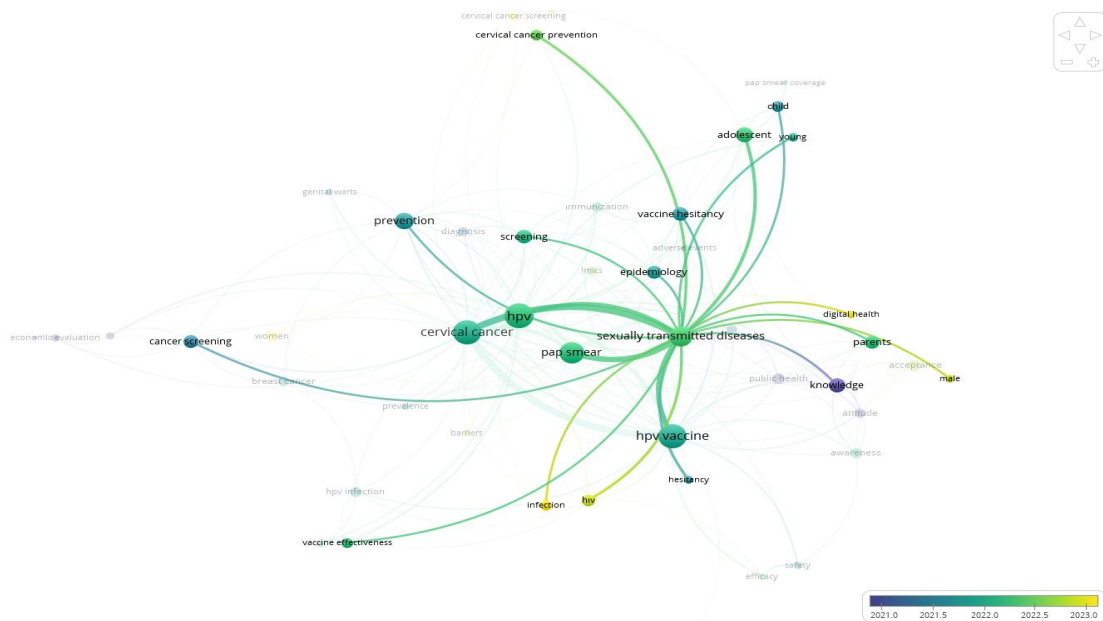 cervical cancer screening
cervical cancer prevention
pap smear coverage
child
adolescent
young
genital warts
immunization
vaccine hesitancy
prevention
diagnosis
screening
adverse events
lmics
epidemiology
digital health
hpv
cervical cancer
sexually transmitted diseases
economic evaluation
women
cancer screening
parents
pap smear
acceptance
breast cancer
public health
male
knowledge
prevalence
attitude
barriers
hpv vaccine
awareness
hesitancy
hpv infection
infection
hiv
vaccine effectiveness
safety
efficacy
2021.0 2021.5 2022.0 2022.5 2023.0